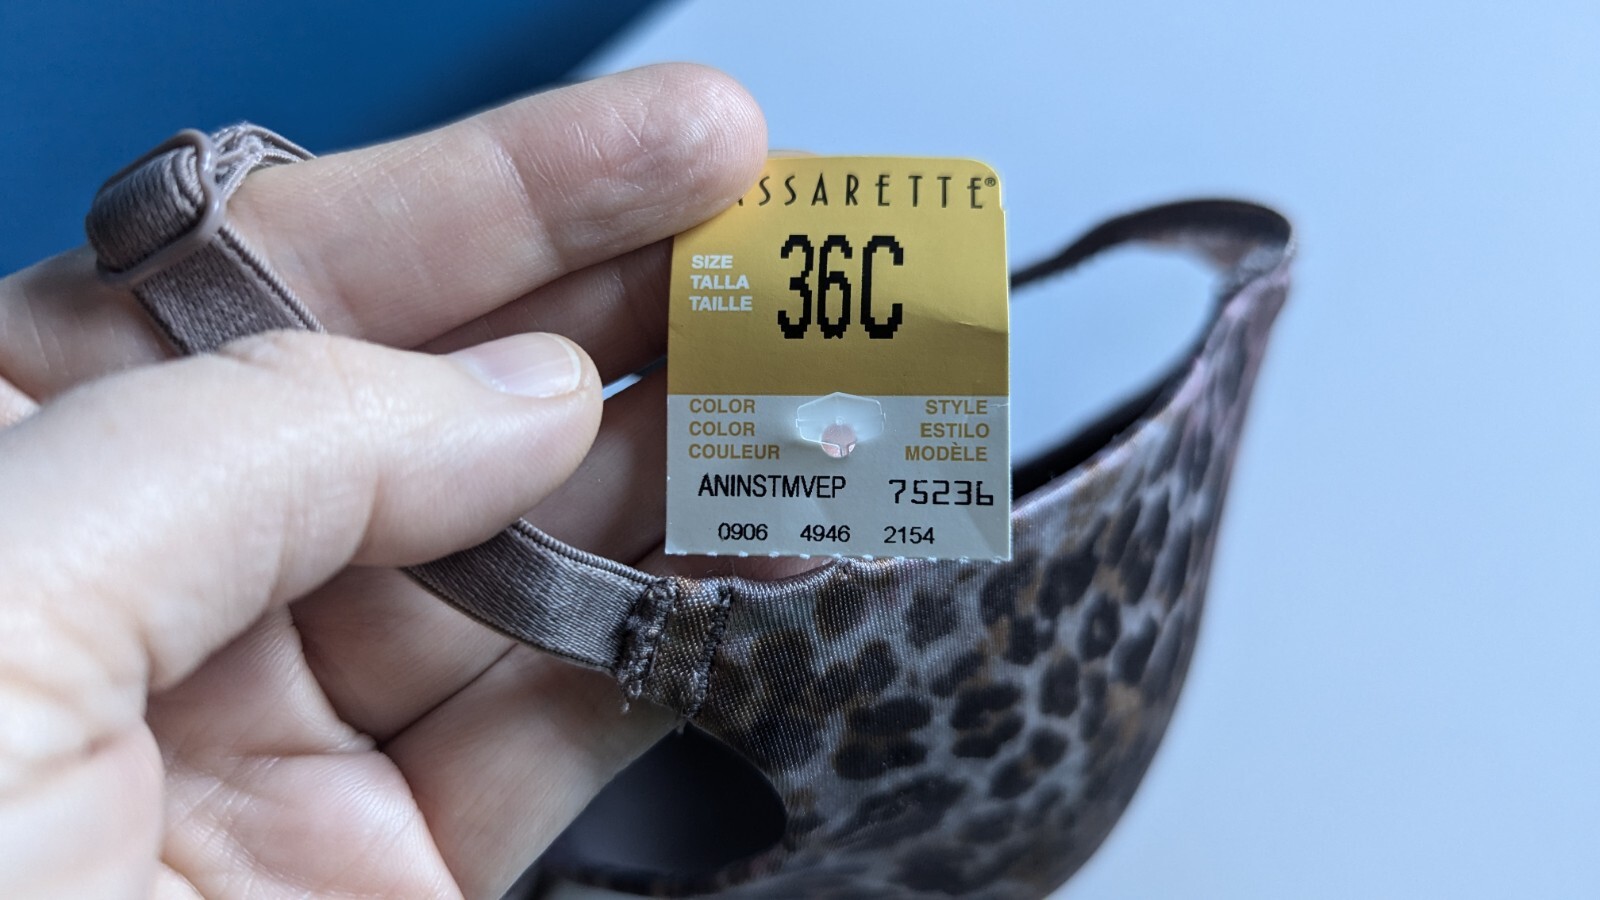 SSARETTE®
SIZE
TALLA
TAILLE
36C
COLOR
COLOR
COULEUR
STYLE
ESTILO
MODÈLE
ANINSTMVEP 75236
0906 4946 2154